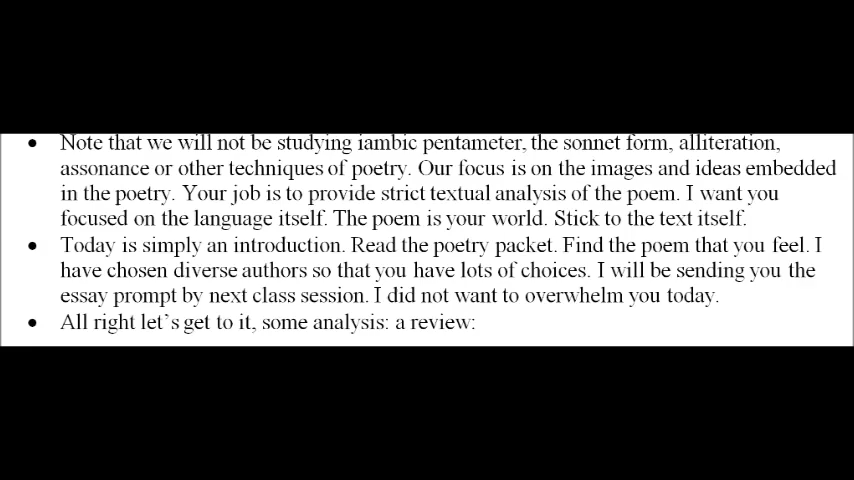 • Note that we will not be studying iambic pentameter, the sonnet form, alliteration,
assonance or other techniques of poetry. Our focus is on the images and ideas embedded
in the poetry. Your job is to provide strict textual analysis of the poem. I want you
focused on the language itself. The poem is your world. Stick to the text itself.
• Today is simply an introduction. Read the poetry packet. Find the poem that you feel. I
have chosen diverse authors so that you have lots of choices. I will be sending you the
essay prompt by next class session. I did not want to overwhelm you today.
• All right let’s get to it, some analysis: a review: